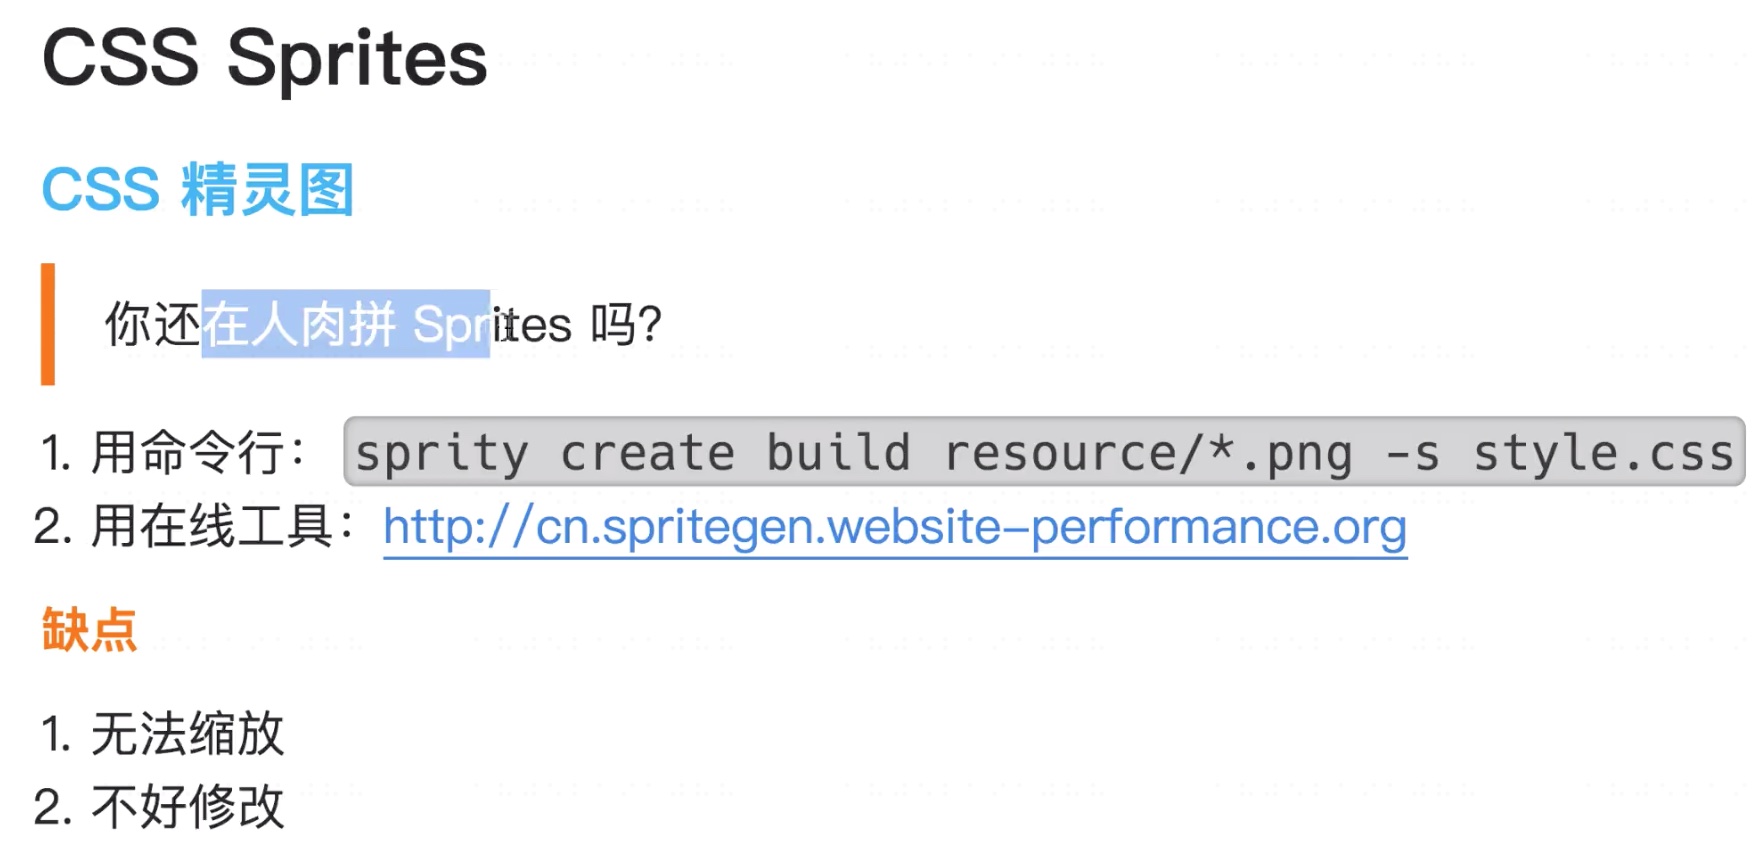 CSS Sprites
CSS 精灵图
你还在人肉拼 Sprites 吗？
1. 用命令行： sprity create build resource/*.png -s style.css
2. 用在线工具：http://cn.spritegen.website-performance.org
缺点
1. 无法缩放
2. 不好修改